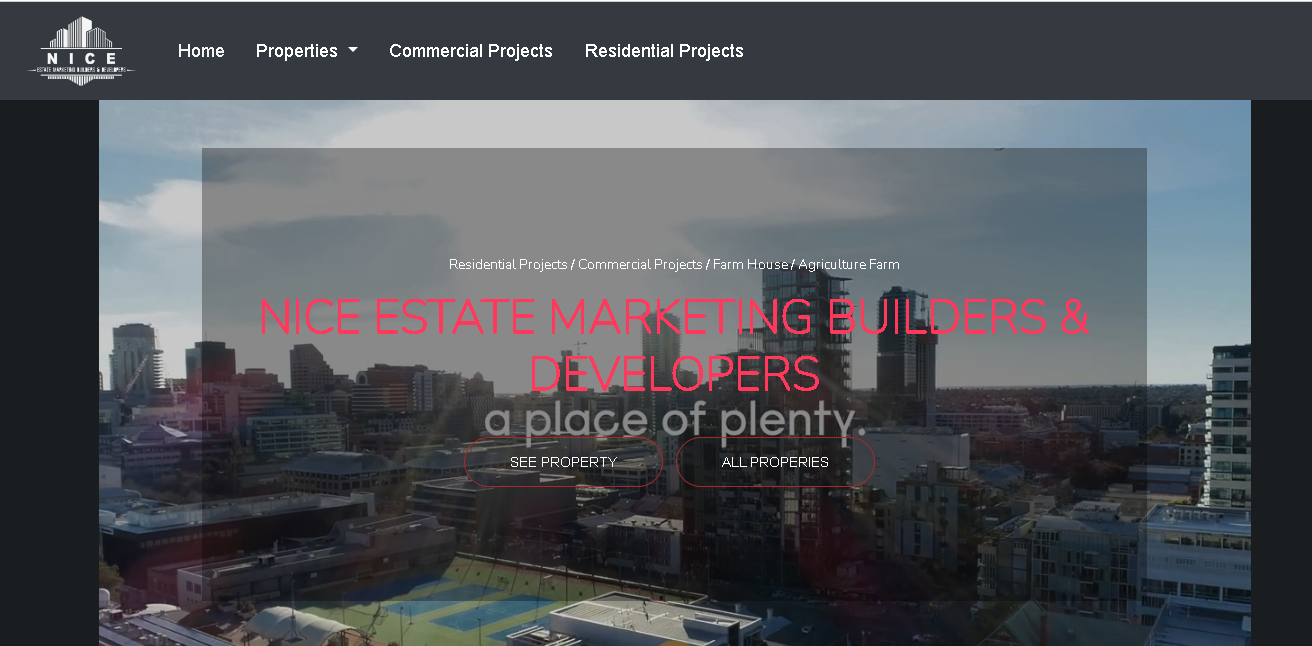 NICE
ESTATE MARKETING BUILDERS & DEVELOPERS
Home Properties Commercial Projects Residential Projects
Residential Projects / Commercial Projects / Farm House / Agriculture Farm
NICE ESTATE MARKETING BUILDERS &
DEVELOPERS
a place of plenty.
SEE PROPERTY ALL PROPERIES